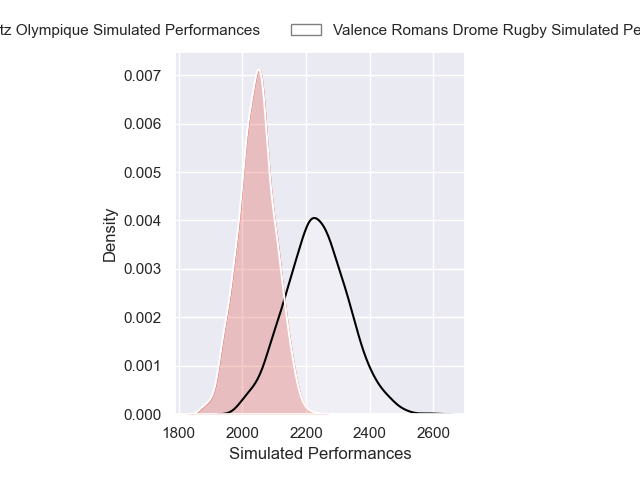 tz Olympique Simulated Performances
Valence Romans Drome Rugby Simulated Pe
0.007
0.006
0.005
0.004
0.003
0.002
0.001
0.000
Density
1800 2000 2200 2400 2600
Simulated Performances